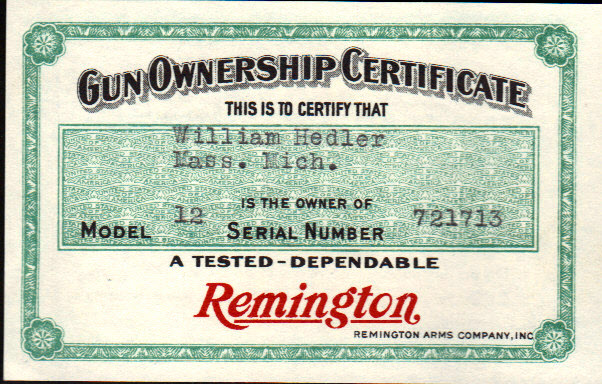 GUN OWNERSHIP CERTIFICATE
THIS IS TO CERTIFY THAT
William Hedler
Mass. Mich.
IS THE OWNER OF
MODEL 12 SERIAL NUMBER 721713
A TESTED-DEPENDABLE
Remington
REMINGTON ARMS COMPANY, INC